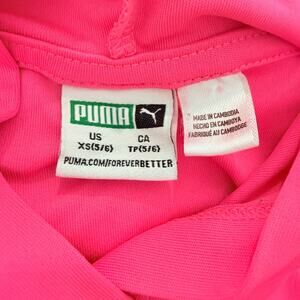 PUMA
US CA
XS(5/6) TP(5/6)
PUMA.COM/FOREVERBETTER
MADE IN CAMBODIA
HECHO EN CAMBOYA
FABRIQUÉ AU CAMBODGE